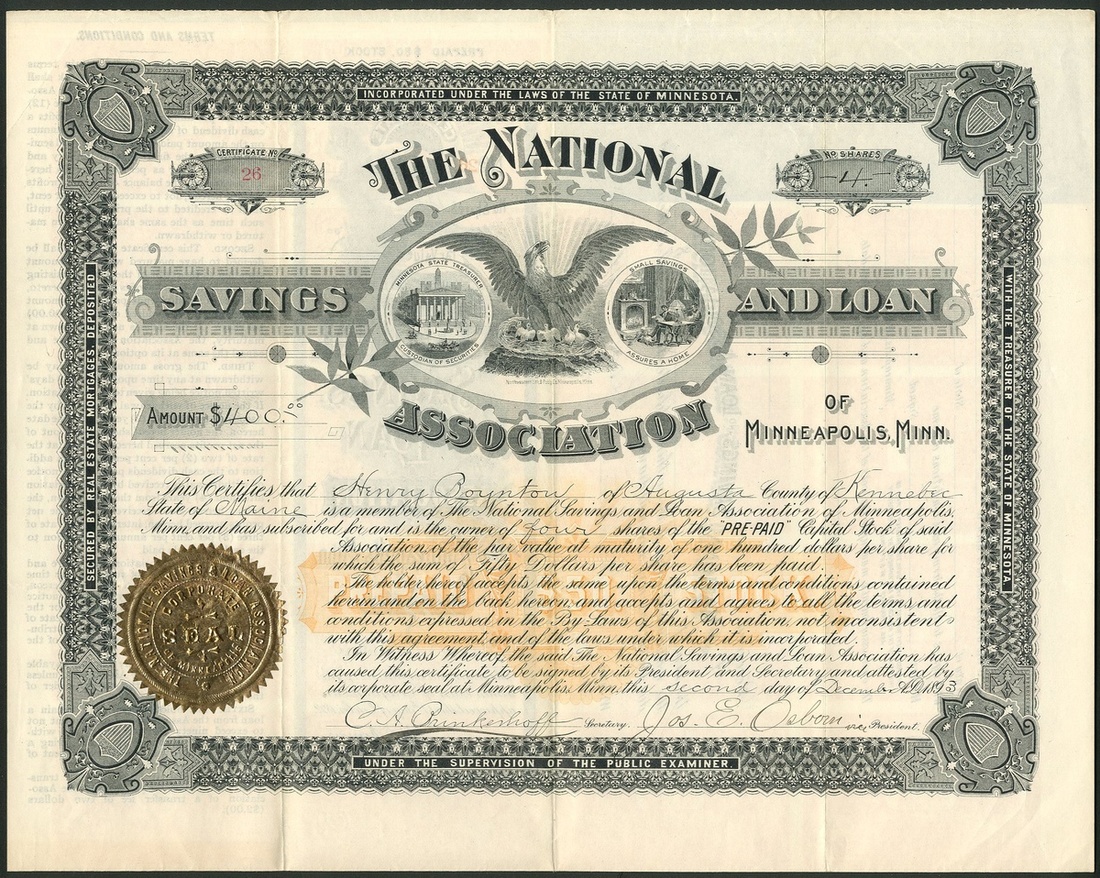 INCORPORATED UNDER THE LAWS OF THE STATE OF MINNESOTA.
CERTIFICATE No
26
No SHARES
-4-
THE NATIONAL
SAVINGS AND LOAN
ASSOCIATION
MINNESOTA STATE TREASURER
CUSTODIAN OF SECURITIES
SMALL SAVINGS
ASSURES A HOME
OF
MINNEAPOLIS, MINN.
AMOUNT $400.00
SECURED BY REAL ESTATE MORTGAGES, DEPOSITED
WITH THE TREASURER OF THE STATE OF MINNESOTA.
This Certifies that Henry Boynton of Augusta County of Kennebec
State of Maine is a member of The National Savings and Loan Association of Minneapolis,
Minn. and has subscribed for and is the owner of four shares of the "PRE-PAID" Capital Stock of said
Association of the par value at maturity of one hundred dollars per share for
which the sum of Fifty Dollars per share has been paid.
The holder hereof accepts the same upon the terms and conditions contained
herein and on the back hereon, and accepts and agrees to all the terms and
conditions expressed in the By Laws of this Association not inconsistent
with this agreement and of the laws under which it is incorporated.
In Witness Whereof the said The National Savings and Loan Association has
caused this certificate to be signed by its President and Secretary and attested by
its corporate seal at Minneapolis, Minn. this second day of December A.D. 1893
C. A. Brinkerhoff Secretary. Jos. E. Osborn vice President.
THE NATIONAL SAVINGS & LOAN ASSOCIATION
CORPORATE
SEAL
UNDER THE SUPERVISION OF THE PUBLIC EXAMINER.